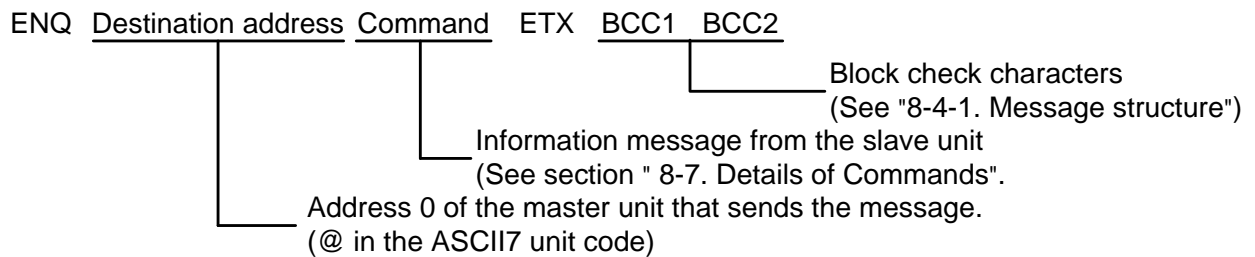 ENQ Destination address Command ETX BCC1 BCC2
Block check characters
(See "8-4-1. Message structure")
Information message from the slave unit
(See section " 8-7. Details of Commands".
Address 0 of the master unit that sends the message.
(@ in the ASCII7 unit code)